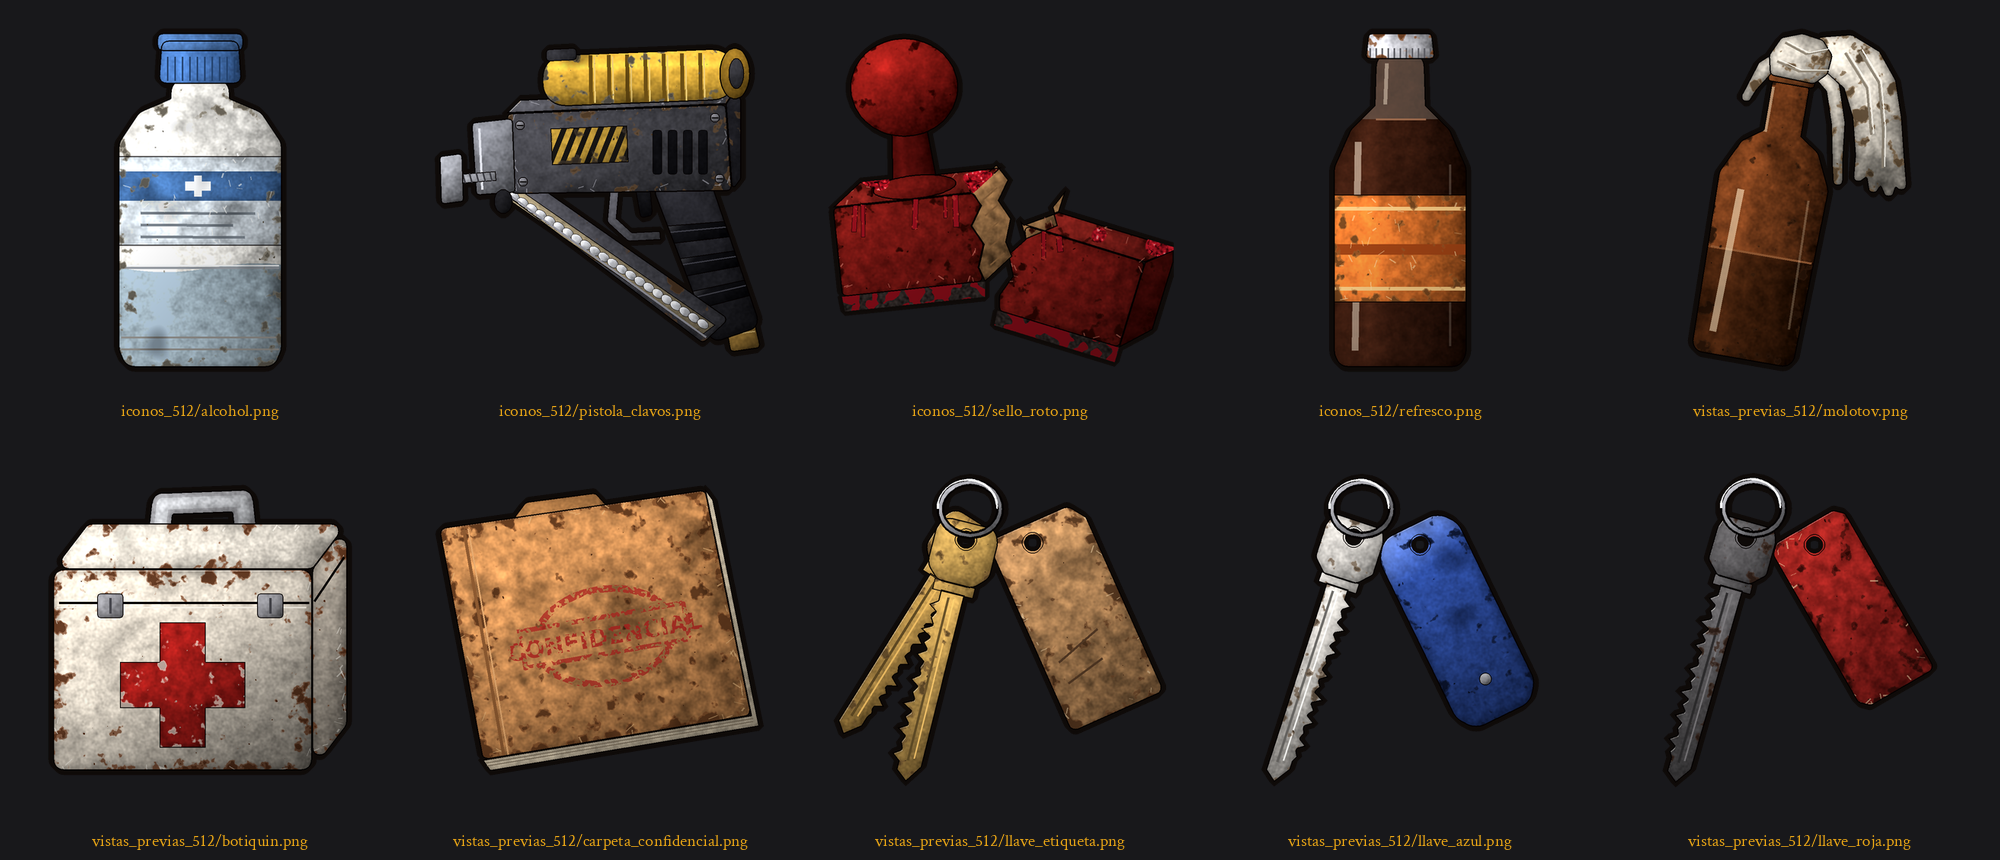 iconos_512/alcohol.png
iconos_512/pistola_clavos.png
iconos_512/sello_roto.png
iconos_512/refresco.png
vistas_previas_512/molotov.png
CONFIDENCIAL
vistas_previas_512/botiquin.png
vistas_previas_512/carpeta_confidencial.png
vistas_previas_512/llave_etiqueta.png
vistas_previas_512/llave_azul.png
vistas_previas_512/llave_roja.png